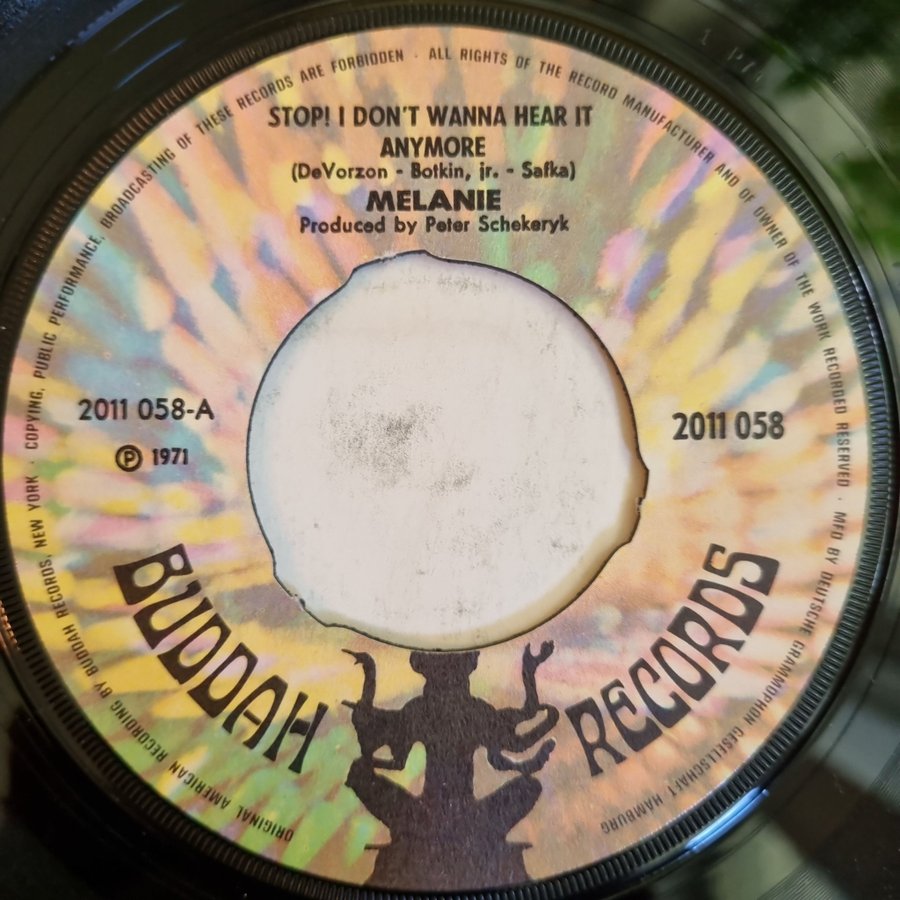 COPYING, PUBLIC PERFORMANCE, BROADCASTING OF THESE RECORDS ARE FORBIDDEN · ALL RIGHTS OF THE RECORD MANUFACTURER AND OF OWNER OF THE WORK RECORDED RESERVED · MFD BY DEUTSCHE GRAMMOPHON GESELLSCHAFT HAMBURG
STOP! I DON'T WANNA HEAR IT
ANYMORE
(DeVorzon - Botkin, jr. - Safka)
MELANIE
Produced by Peter Schekeryk
2011 058-A
Ⓟ 1971
2011 058
BUDDAH RECORDS
ORIGINAL AMERICAN RECORDING BY BUDDAH RECORDS, NEW YORK ·